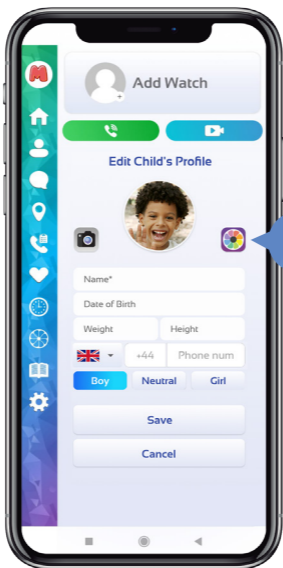 Add Watch
Edit Child's Profile
Name*
Date of Birth
Weight Height
+44 Phone num
Boy Neutral Girl
Save
Cancel